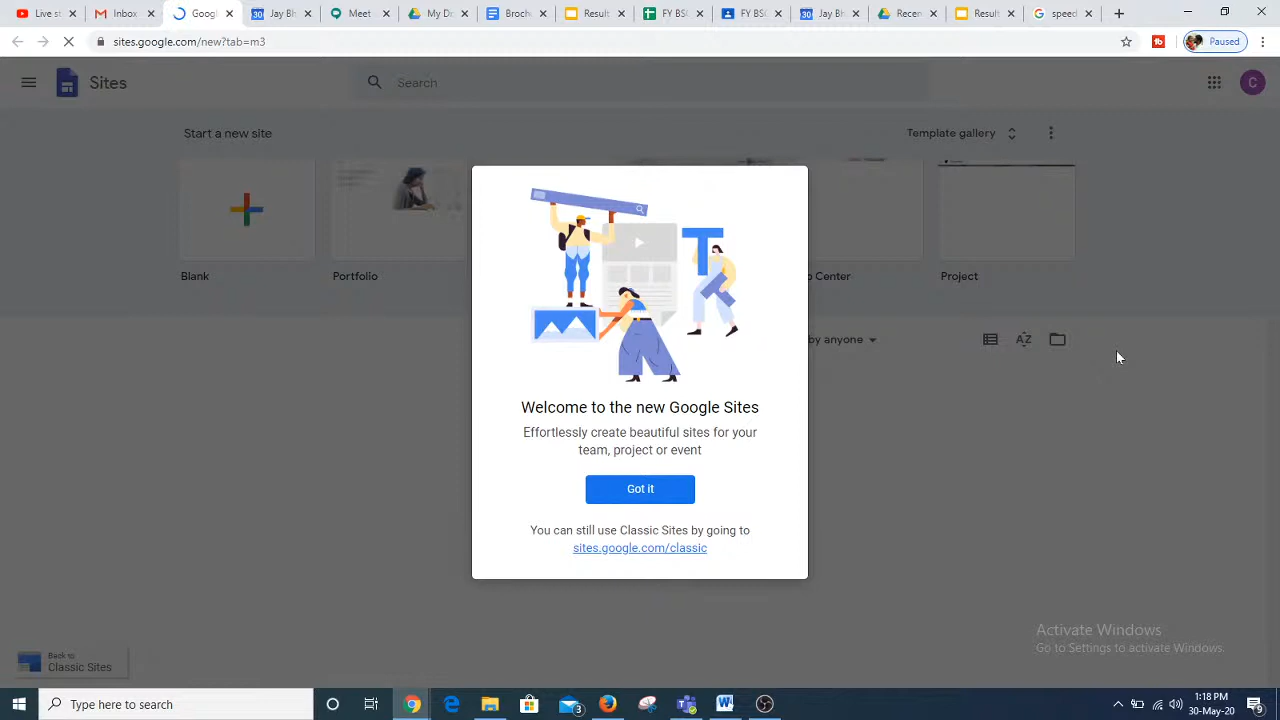 Live st
Inbox
Googl
Jay Bh
Meet
My D
Broch
Result
FY BSc
FY BSc
Jay Bh
Rece
Result
speec
sites.google.com/new?tab=m3
Paused
Sites
Search
C
Start a new site
Template gallery
Blank
Portfolio
p Center
Project
by anyone
Welcome to the new Google Sites
Effortlessly create beautiful sites for your
team, project or event
Got it
You can still use Classic Sites by going to
sites.google.com/classic
Back to
Classic Sites
Activate Windows
Go to Settings to activate Windows.
Type here to search
1:18 PM
30-May-20